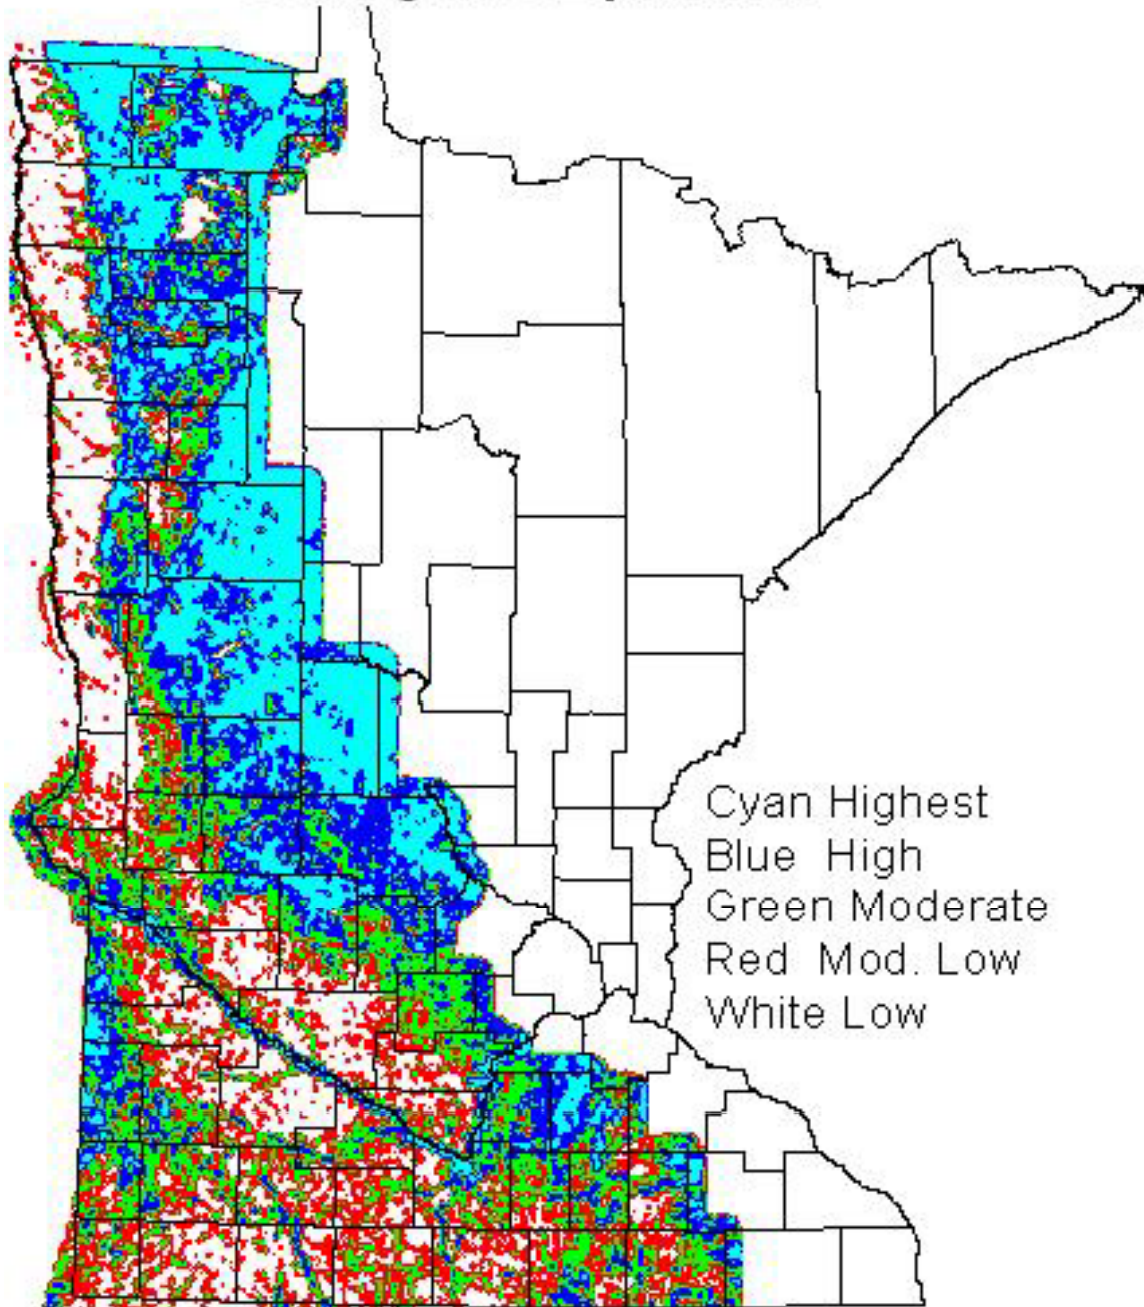 Cyan Highest
Blue High
Green Moderate
Red Mod. Low
White Low